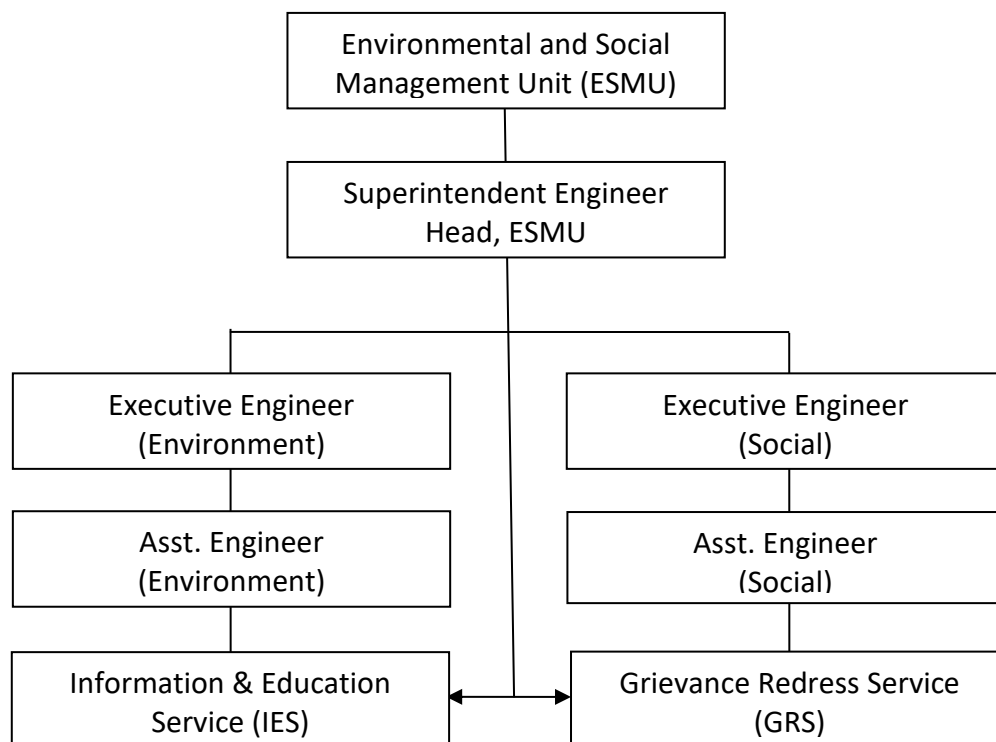 Environmental and Social
Management Unit (ESMU)
Superintendent Engineer
Head, ESMU
Executive Engineer
(Environment)
Executive Engineer
(Social)
Asst. Engineer
(Environment)
Asst. Engineer
(Social)
Information & Education
Service (IES)
Grievance Redress Service
(GRS)